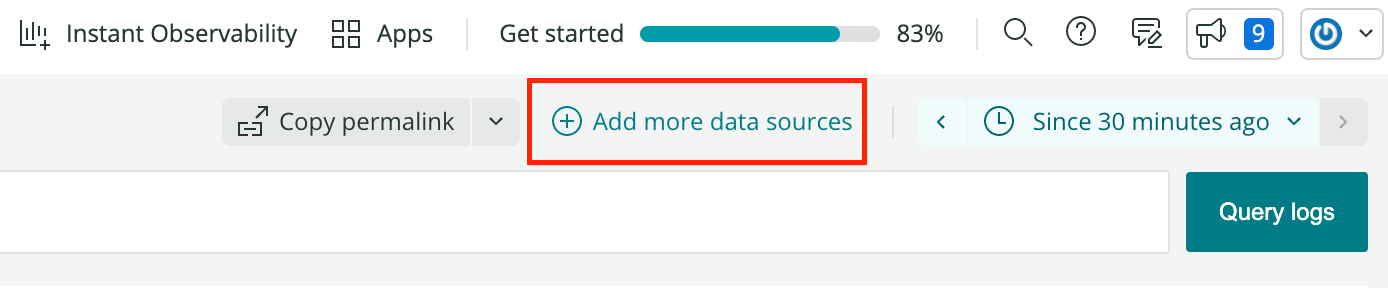 Instant Observability Apps Get started 83% 9
Copy permalink Add more data sources Since 30 minutes ago
Query logs